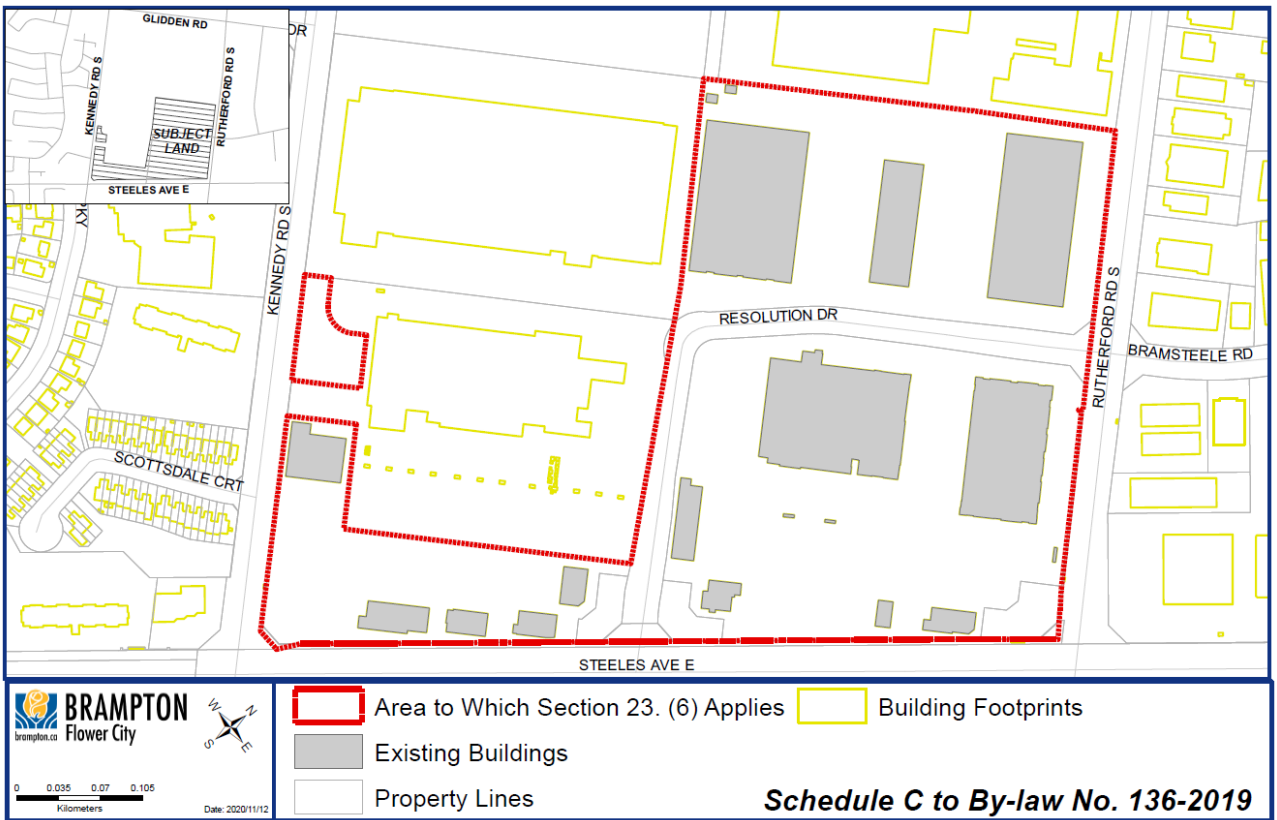 GLIDDEN RD
KENNEDY RD S
RUTHERFORD RD S
SUBJECT
LAND
STEELES AVE E
DR
KY
KENNEDY RD S
RESOLUTION DR
RUTHERFORD RD S
BRAMSTEELE RD
SCOTTSDALE CRT
STEELES AVE E
BRAMPTON
brampton.ca Flower City
W N
S E
0 0.035 0.07 0.105
Kilometers
Date: 2020/11/12
Area to Which Section 23. (6) Applies
Building Footprints
Existing Buildings
Property Lines
Schedule C to By-law No. 136-2019